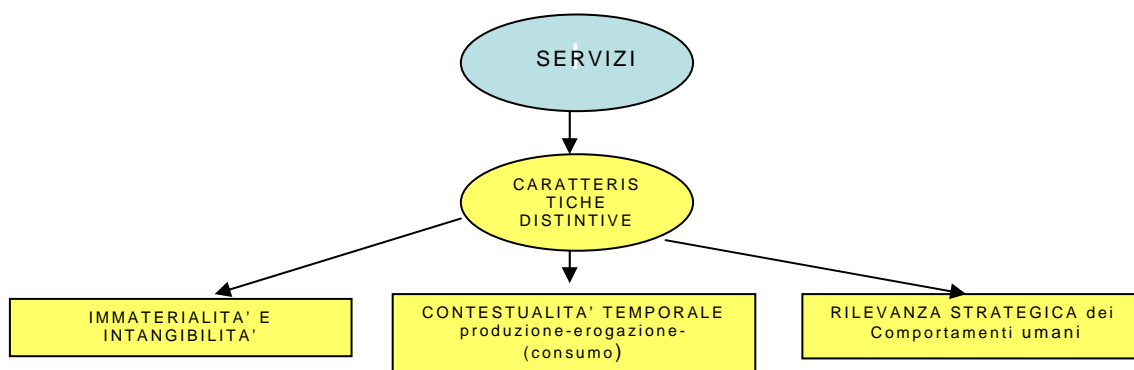 SERVIZI
CARATTERIS
TICHE
DISTINTIVE
IMMATERIALITA' E
INTANGIBILITA'
CONTESTUALITA' TEMPORALE
produzione-erogazione-
(consumo)
RILEVANZA STRATEGICA dei
Comportamenti umani